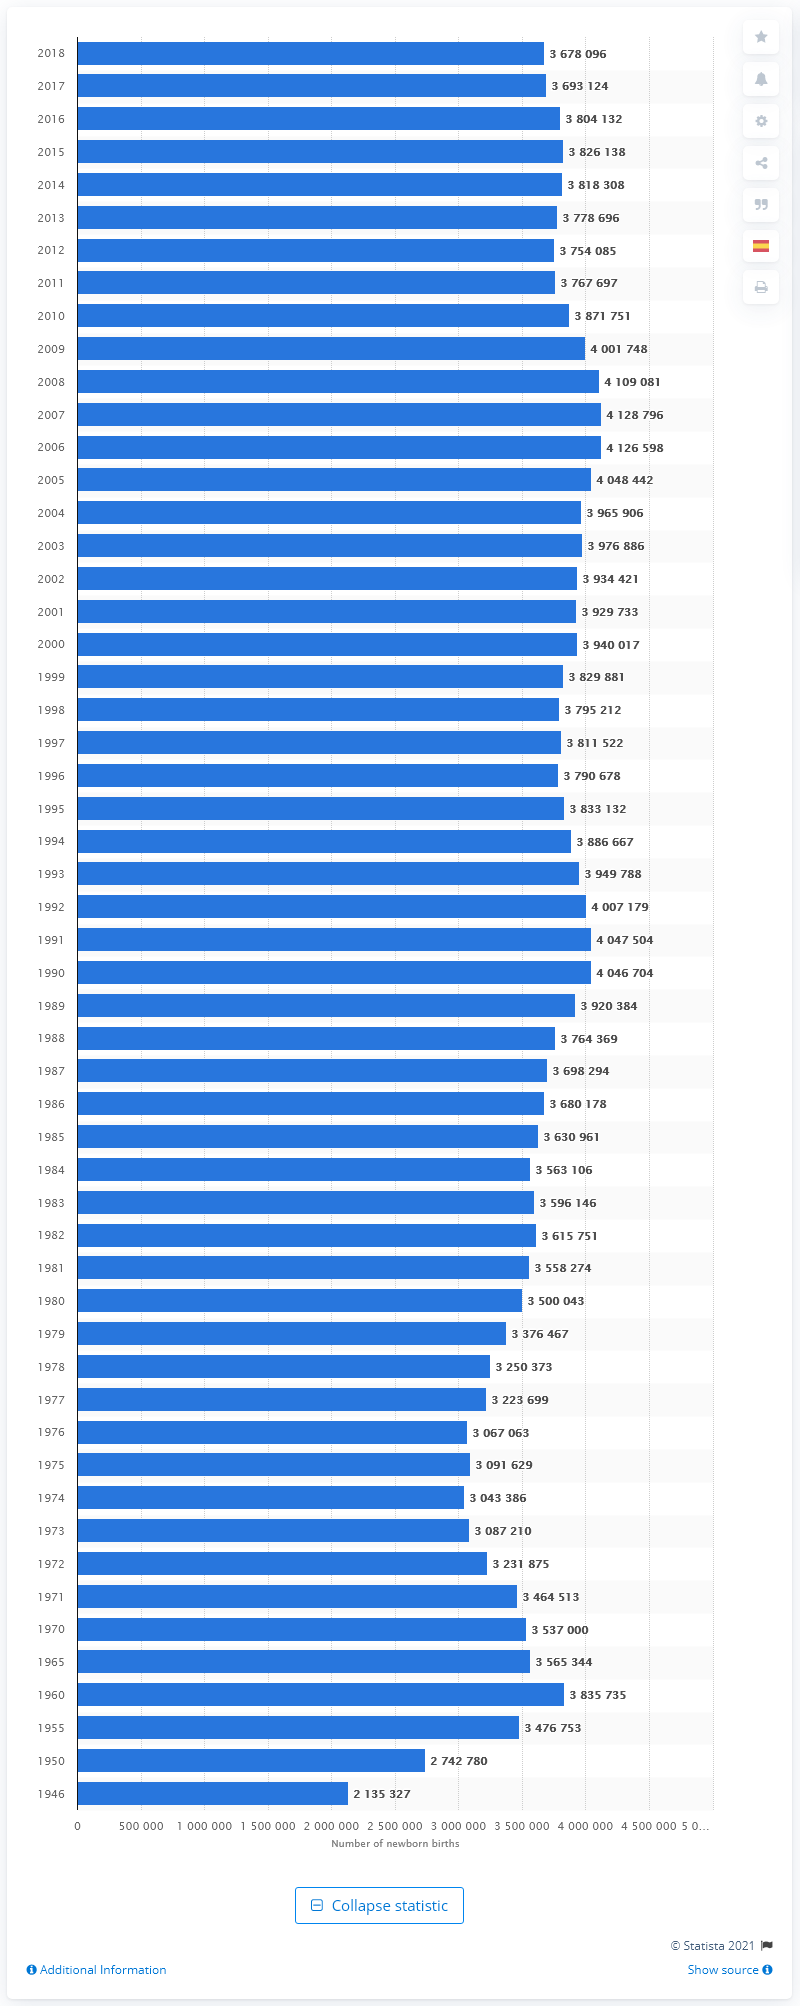 2018 3 678 096
2017 3 693 124
2016 3 804 132
2015 3 826 138
2014 3 818 308
2013 3 778 696
2012 3 754 085
2011 3 767 697
2010 3 871 751
2009 4 001 748
2008 4 109 081
2007 4 128 796
2006 4 126 598
2005 4 048 442
2004 3 965 906
2003 3 976 886
2002 3 934 421
2001 3 929 733
2000 3 940 017
1999 3 829 881
1998 3 795 212
1997 3 811 522
1996 3 790 678
1995 3 833 132
1994 3 886 667
1993 3 949 788
1992 4 007 179
1991 4 047 504
1990 4 046 704
1989 3 920 384
1988 3 764 369
1987 3 698 294
1986 3 680 178
1985 3 630 961
1984 3 563 106
1983 3 596 146
1982 3 615 751
1981 3 558 274
1980 3 500 043
1979 3 376 467
1978 3 250 373
1977 3 223 699
1976 3 067 063
1975 3 091 629
1974 3 043 386
1973 3 087 210
1972 3 231 875
1971 3 464 513
1970 3 537 000
1965 3 565 344
1960 3 835 735
1955 3 476 753
1950 2 742 780
1946 2 135 327
0 500 000 1 000 000 1 500 000 2 000 000 2 500 000 3 000 000 3 500 000 4 000 000 4 500 000 5 0...
Number of newborn births
Collapse statistic
© Statista 2021
Additional Information Show source